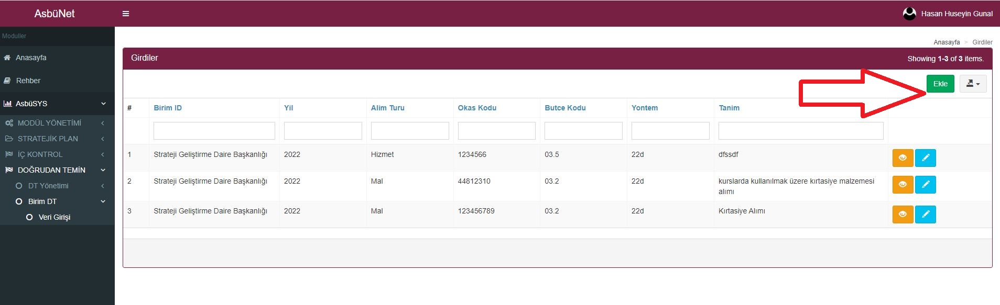 AsbüNet
Hasan Huseyin Gunal
Moduller
Anasayfa
Rehber
AsbüSYS
MODÜL YÖNETİMİ
STRATEJİK PLAN
İÇ KONTROL
DOĞRUDAN TEMİN
DT Yönetimi
Birim DT
Veri Girişi
Anasayfa > Girdiler
Girdiler
Showing 1-3 of 3 items.
Ekle
# Birim ID Yil Alim Turu Okas Kodu Butce Kodu Yontem Tanim
1 Strateji Geliştirme Daire Başkanlığı 2022 Hizmet 1234566 03.5 22d dfssdf
2 Strateji Geliştirme Daire Başkanlığı 2022 Mal 44812310 03.2 22d kurslarda kullanılmak üzere kırtasiye malzemesi
alımı
3 Strateji Geliştirme Daire Başkanlığı 2022 Mal 123456789 03.2 22d Kırtasiye Alımı